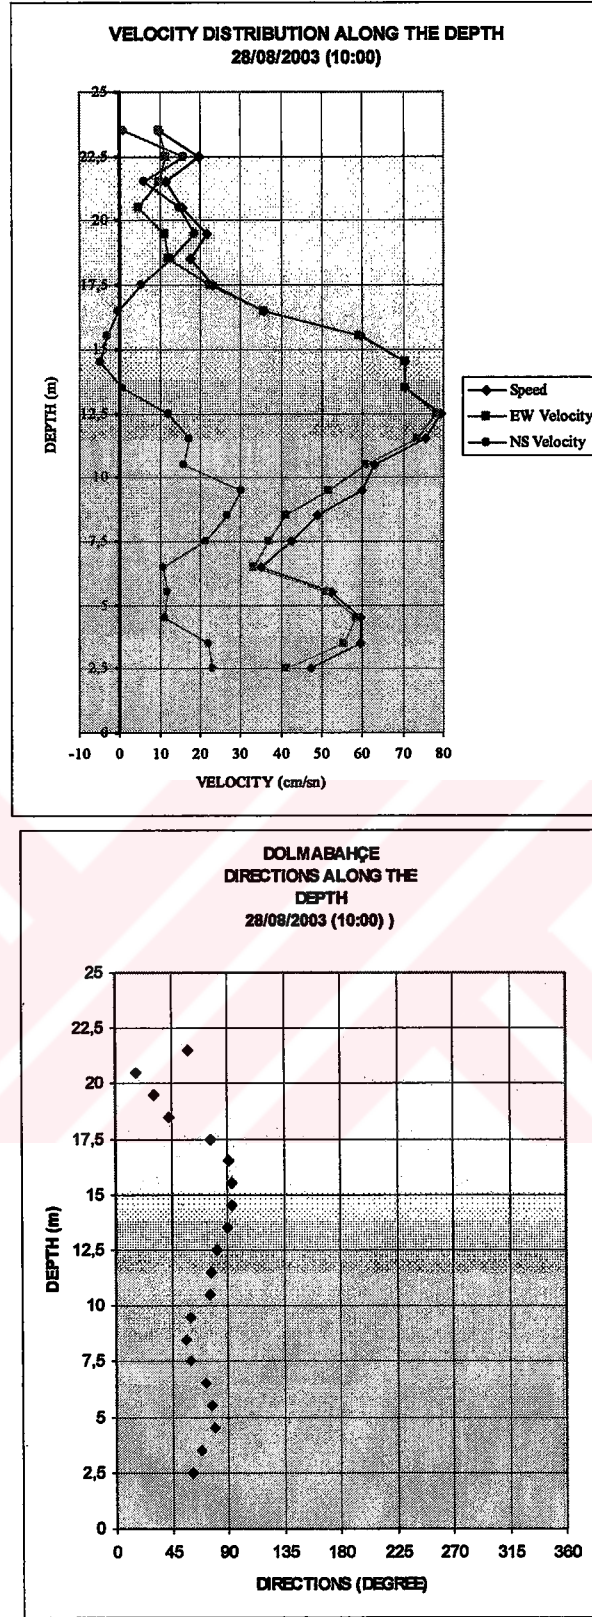 VELOCITY DISTRIBUTION ALONG THE DEPTH
28/08/2003 (10:00)
25
22,5
20
17,5
15
12,5
10
7,5
5
2,5
0
DEPTH (m)
-10 0 10 20 30 40 50 60 70 80
VELOCITY (cm/sn)
Speed
EW Velocity
NS Velocity
DOLMABAHÇE
DIRECTIONS ALONG THE
DEPTH
28/08/2003 (10:00) )
25
22,5
20
17,5
15
12,5
10
7,5
5
2,5
0
DEPTH (m)
0 45 90 135 180 225 270 315 360
DIRECTIONS (DEGREE)